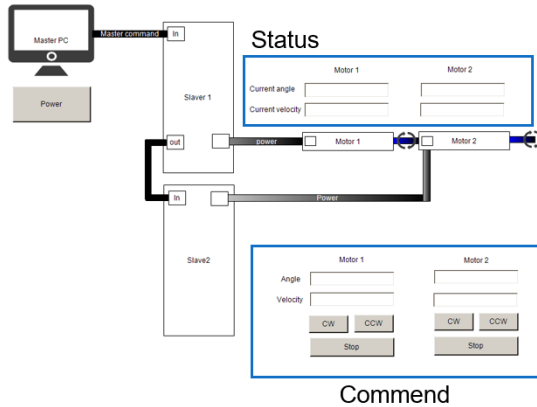 Master PC
Master command
In
Status
Motor 1 Motor 2
Slaver 1
Current angle
Power
Current velocity
out
power
Motor 1
Motor 2
In
Power
Slave2
Motor 1 Motor 2
Angle
Velocity
CW CCW CW CCW
Stop Stop
Commend